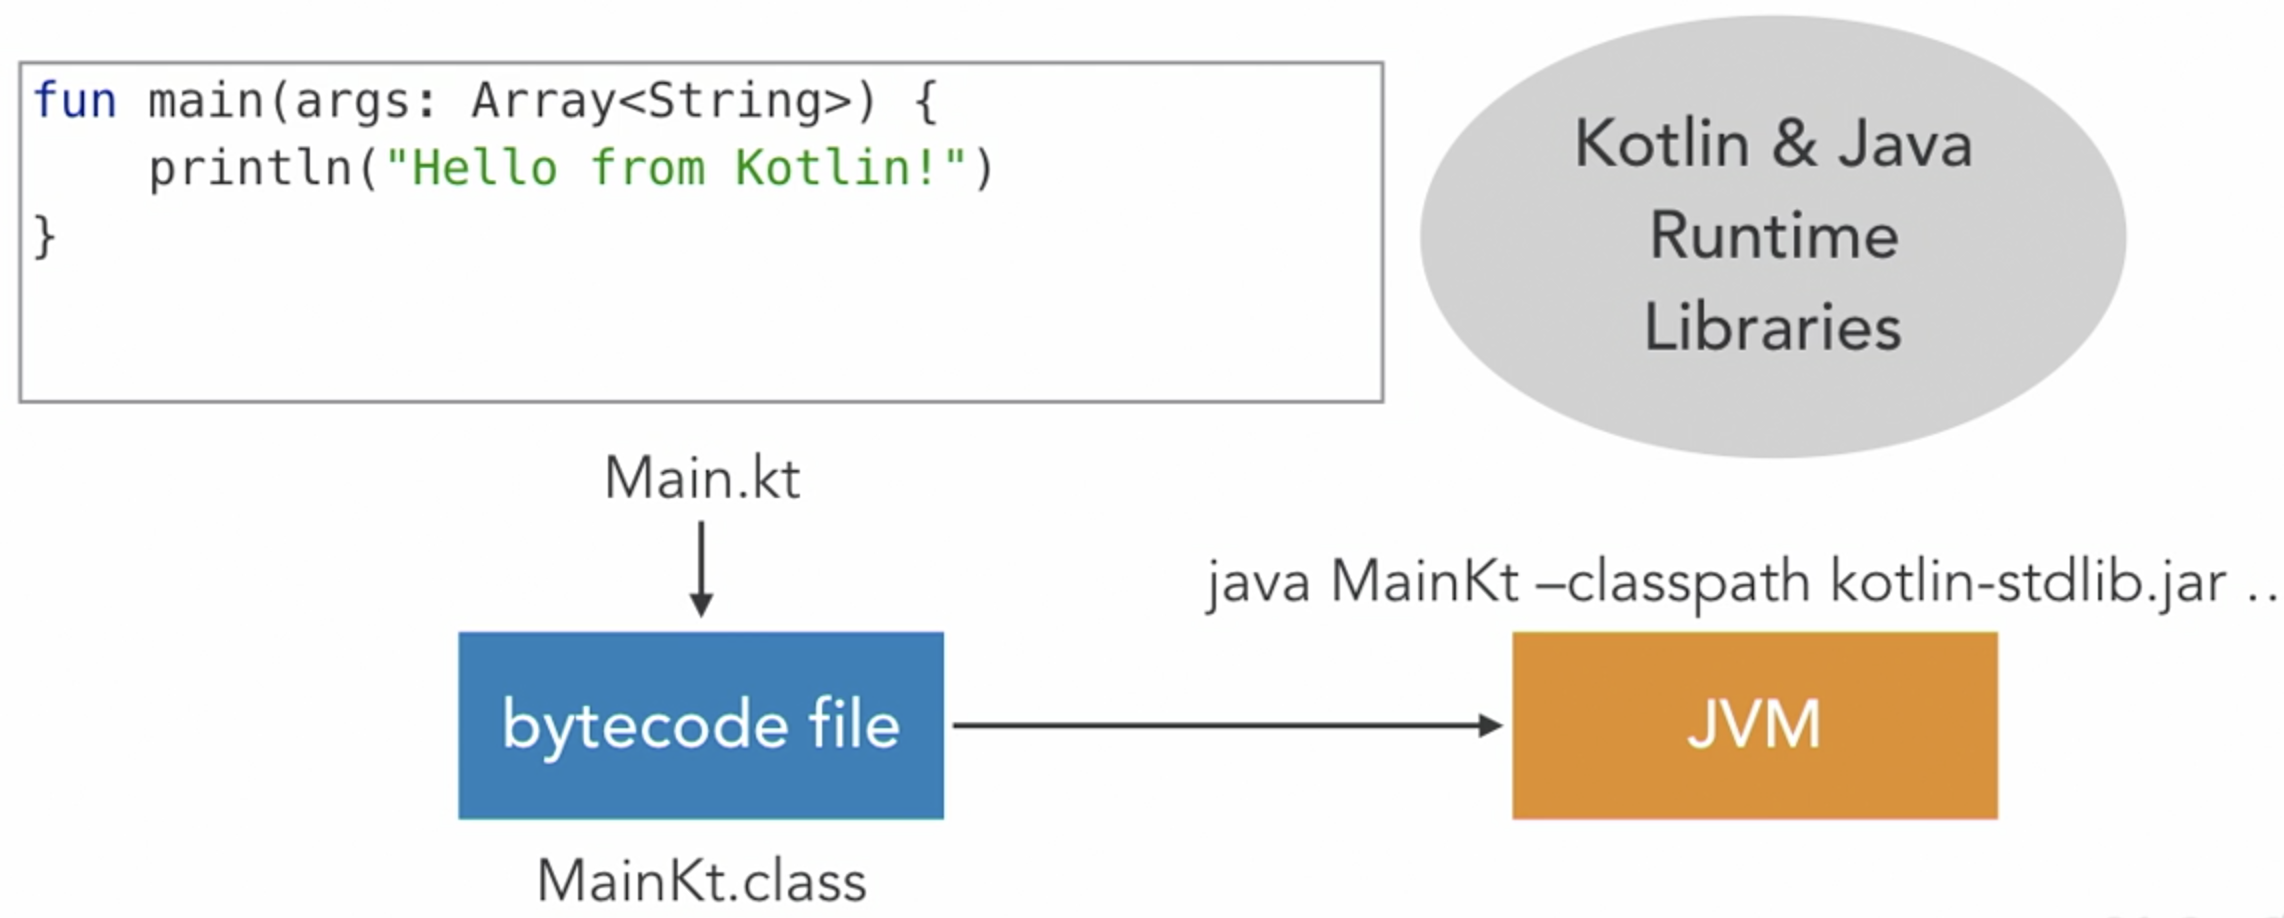 fun main(args: Array<String>) {
    println("Hello from Kotlin!")
}
Kotlin & Java
Runtime
Libraries
Main.kt
java MainKt –classpath kotlin-stdlib.jar ..
bytecode file
JVM
MainKt.class